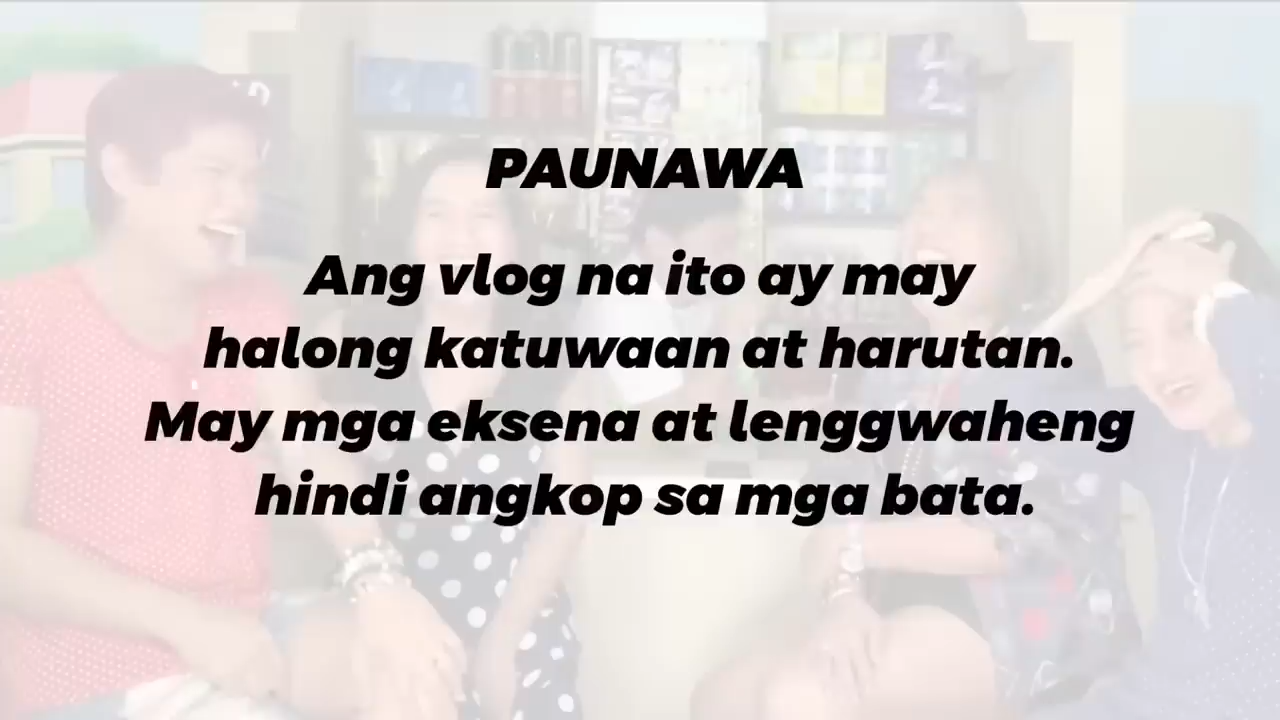 PAUNAWA
Ang vlog na ito ay may
halong katuwaan at harutan.
May mga eksena at lenggwaheng
hindi angkop sa mga bata.